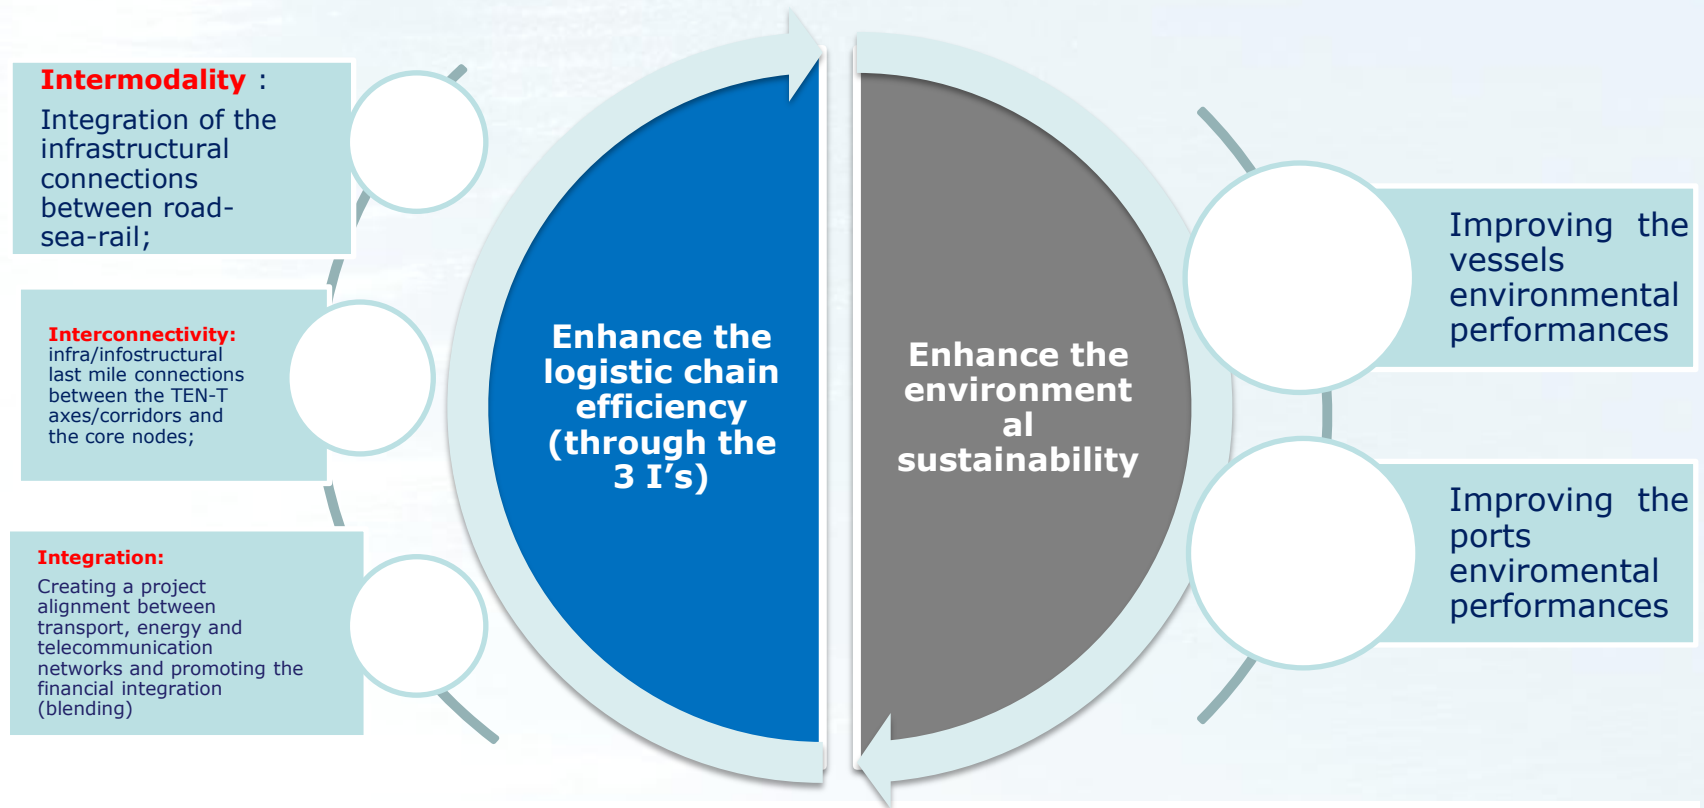 Intermodality :
Integration of the
infrastructural
connections
between road-
sea-rail;
Interconnectivity:
infra/infostructural
last mile connections
between the TEN-T
axes/corridors and
the core nodes;
Integration:
Creating a project
alignment between
transport, energy and
telecommunication
networks and promoting the
financial integration
(blending)
Enhance the
logistic chain
efficiency
(through the
3 I’s)
Enhance the
environment
al
sustainability
Improving the
vessels
environmental
performances
Improving the
ports
enviromental
performances